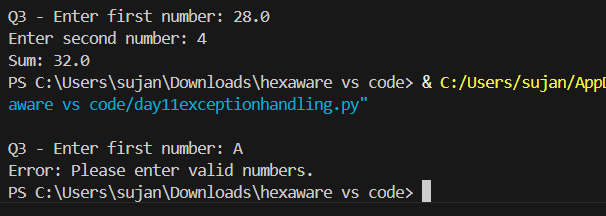 Q3 - Enter first number: 28.0
Enter second number: 4
Sum: 32.0
PS C:\Users\sujan\Downloads\hexaware vs code> & C:/Users/sujan/AppD
aware vs code/day11exceptionhandling.py"
Q3 - Enter first number: A
Error: Please enter valid numbers.
PS C:\Users\sujan\Downloads\hexaware vs code>